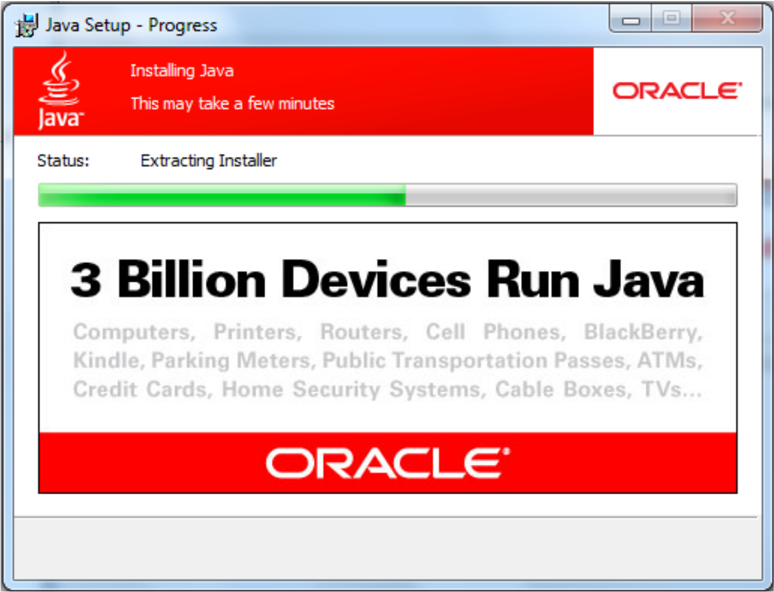 Java Setup - Progress
Installing Java
This may take a few minutes
Java™
ORACLE®
Status: Extracting Installer
3 Billion Devices Run Java
Computers, Printers, Routers, Cell Phones, BlackBerry,
Kindle, Parking Meters, Public Transportation Passes, ATMs,
Credit Cards, Home Security Systems, Cable Boxes, TVs...
ORACLE®